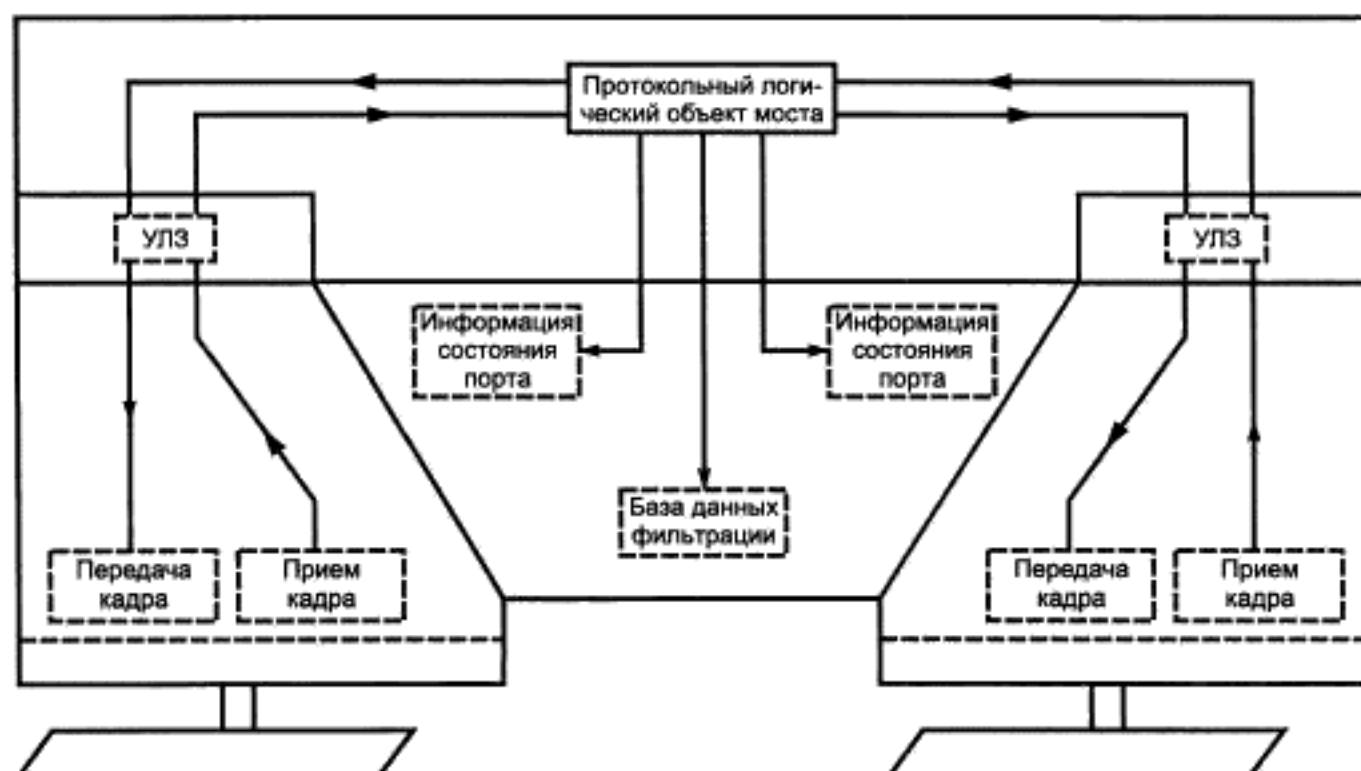 Протокольный логи-
ческий объект моста
УЛЗ
УЛЗ
Информация
состояния
порта
Информация
состояния
порта
База данных
фильтрации
Передача
кадра
Прием
кадра
Передача
кадра
Прием
кадра